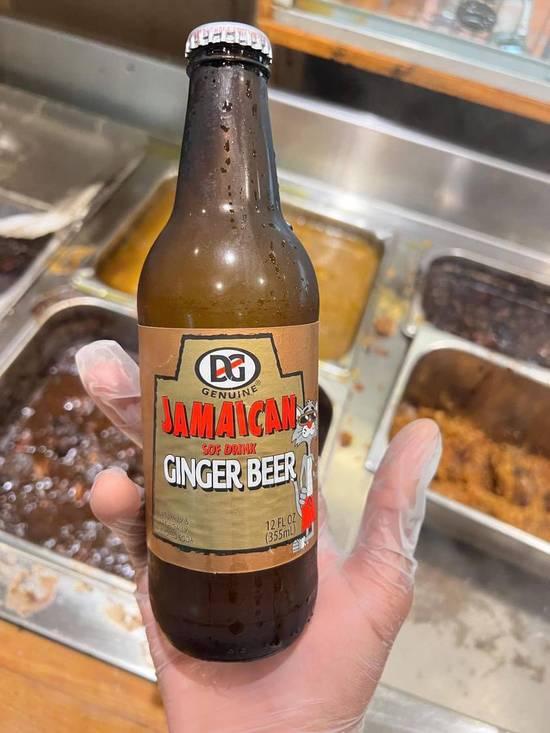 DG
GENUINE®
JAMAICAN
SOF' DRINK
GINGER BEER
12 FL OZ
(355ml)